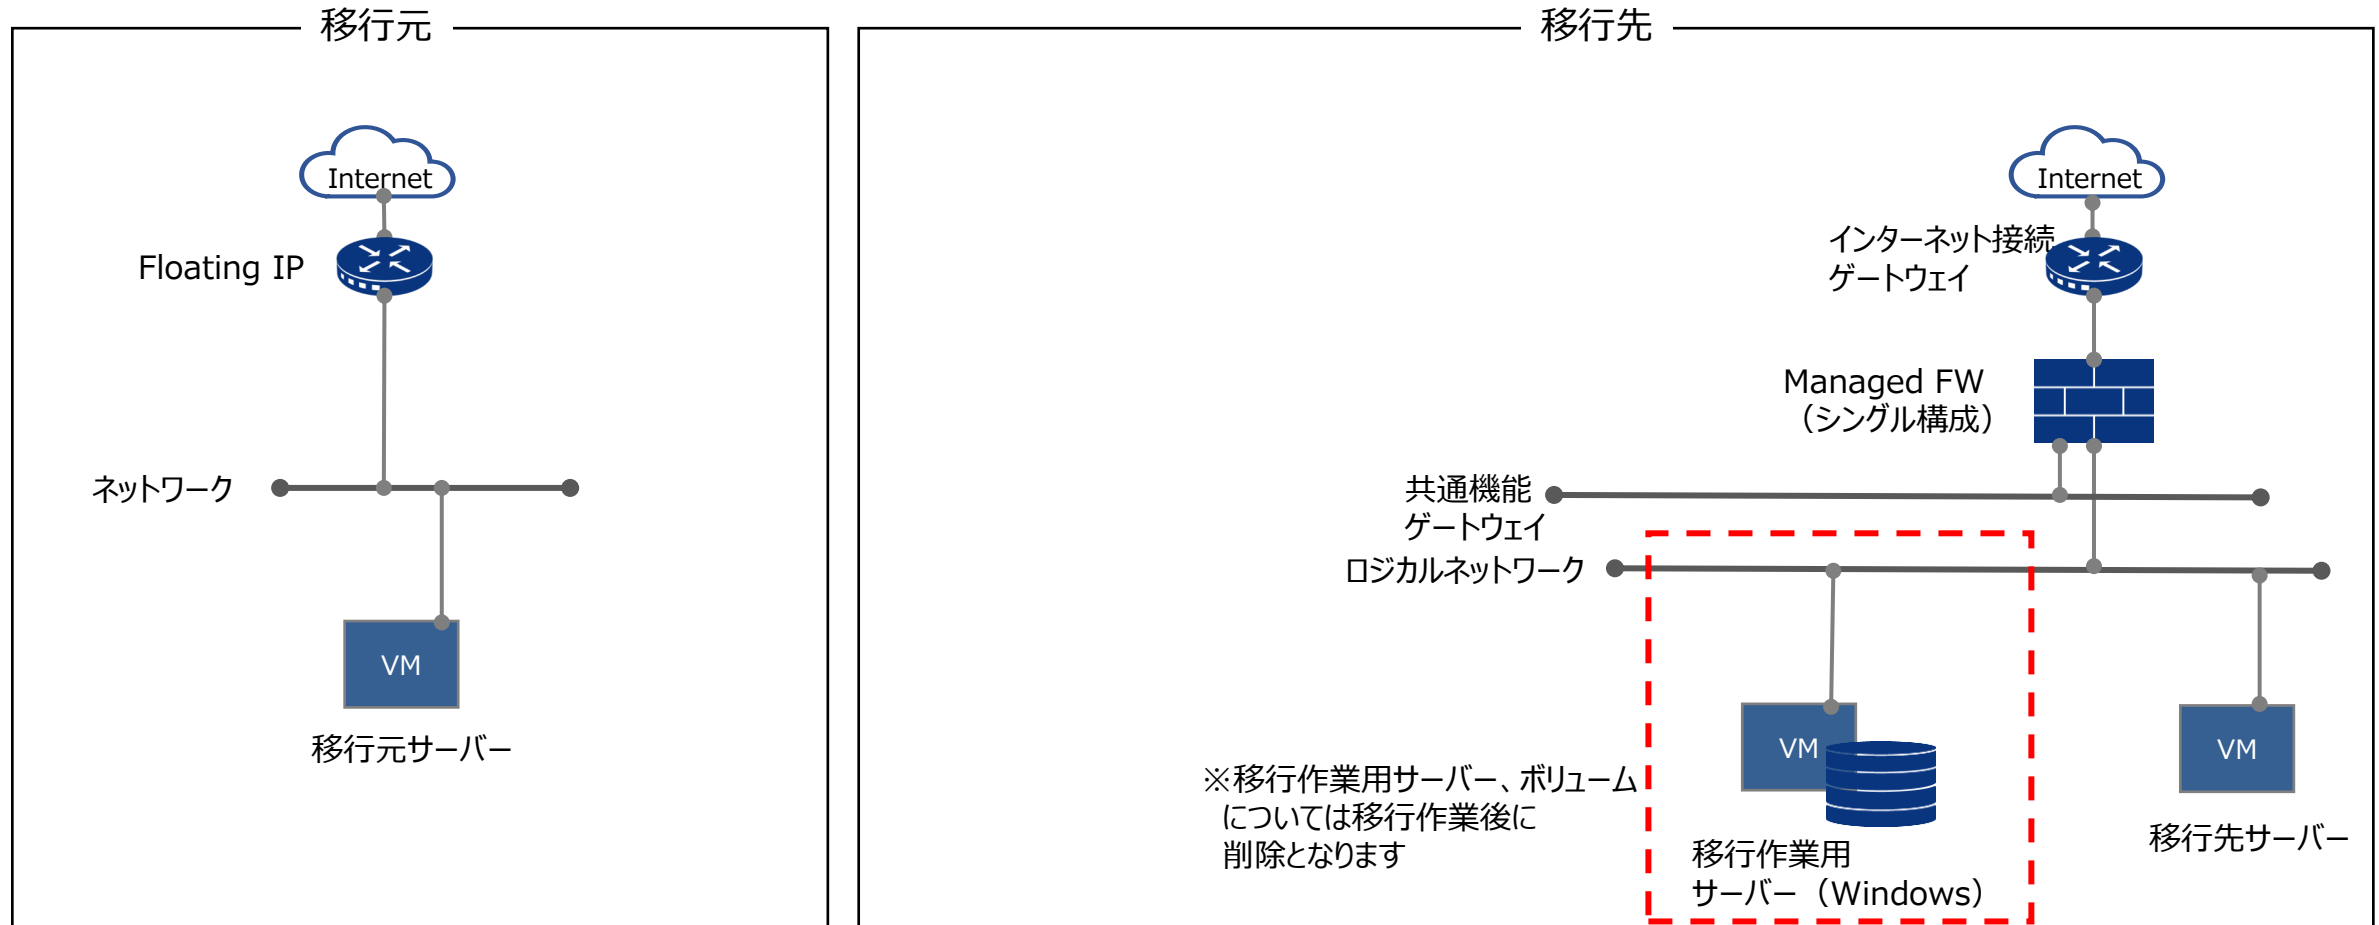 移行元
Internet
Floating IP
ネットワーク
VM
移行元サーバー
移行先
Internet
インターネット接続
ゲートウェイ
Managed FW
（シングル構成）
共通機能
ゲートウェイ
ロジカルネットワーク
VM
※移行作業用サーバー、ボリューム
については移行作業後に
削除となります
移行作業用
サーバー（Windows）
VM
移行先サーバー